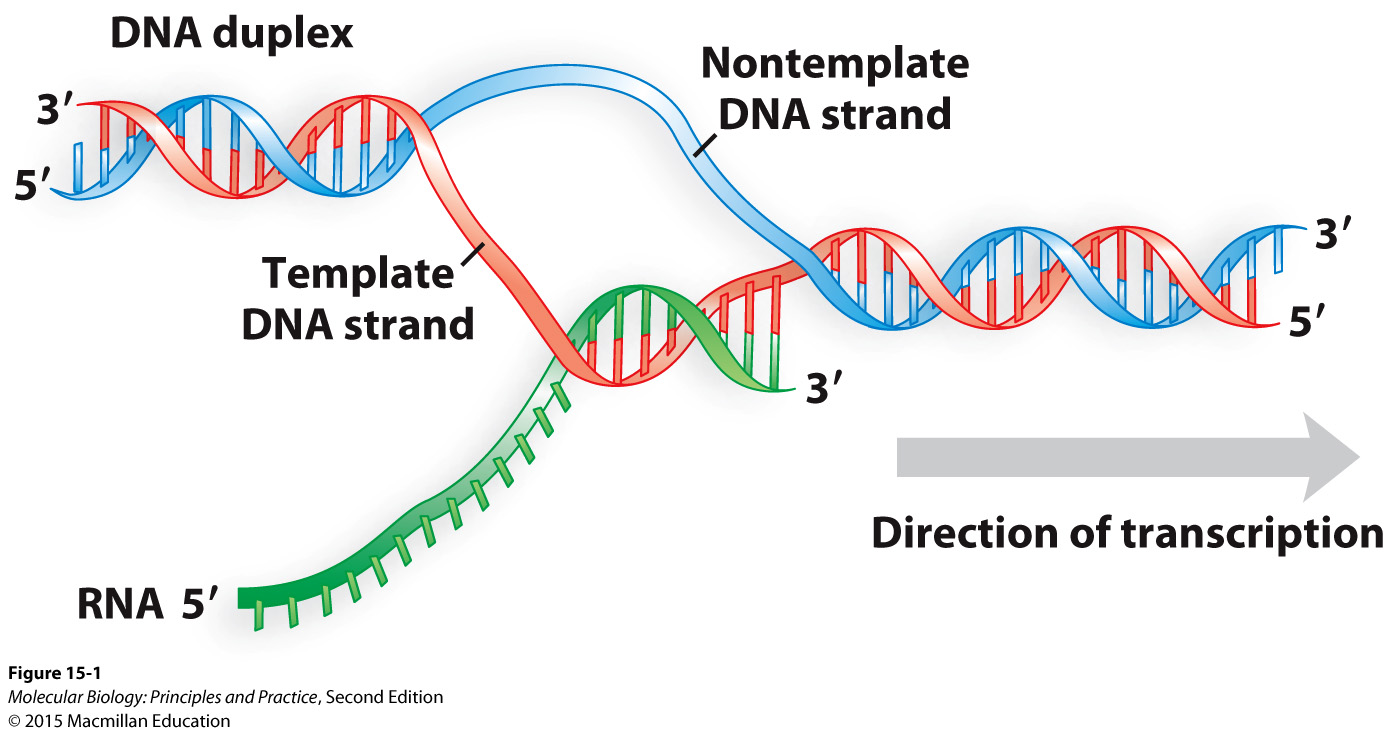 DNA duplex
3′
5′
Nontemplate
DNA strand
Template
DNA strand
3′
5′
3′
Direction of transcription
RNA 5′
Figure 15-1
Molecular Biology: Principles and Practice, Second Edition
© 2015 Macmillan Education